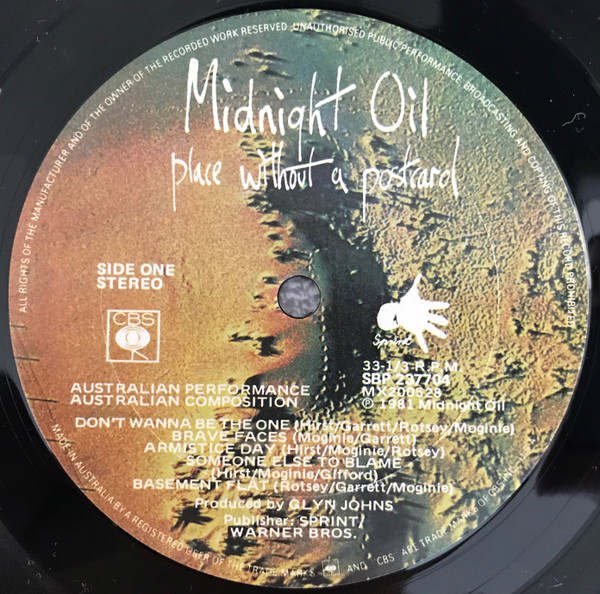 ALL RIGHTS OF THE MANUFACTURER AND OF THE OWNER OF THE RECORDED WORK RESERVED. UNAUTHORISED PUBLIC PERFORMANCE, BROADCASTING AND COPYING OF THIS RECORD PROHIBITED
Midnight Oil
place without a postcard
SIDE ONE
STEREO
CBS
Sprint
33-1/3 R.P.M.
SBP 237704
MX200528
℗ 1981 Midnight Oil
AUSTRALIAN PERFORMANCE
AUSTRALIAN COMPOSITION
DON'T WANNA BE THE ONE (Hirst/Garrett/Rotsey/Moginie)
BRAVE FACES (Moginie/Garrett)
ARMISTICE DAY (Hirst/Moginie/Rotsey)
SOMEONE ELSE TO BLAME
(Hirst/Moginie/Gifford)
BASEMENT FLAT (Rotsey/Garrett/Moginie)
Produced by GLYN JOHNS
Publisher: SPRINT/
WARNER BROS.
MADE IN AUSTRALIA BY A REGISTERED USER OF THE TRADE MARKS AND CBS ARE TRADE MARKS OF CBS INC.